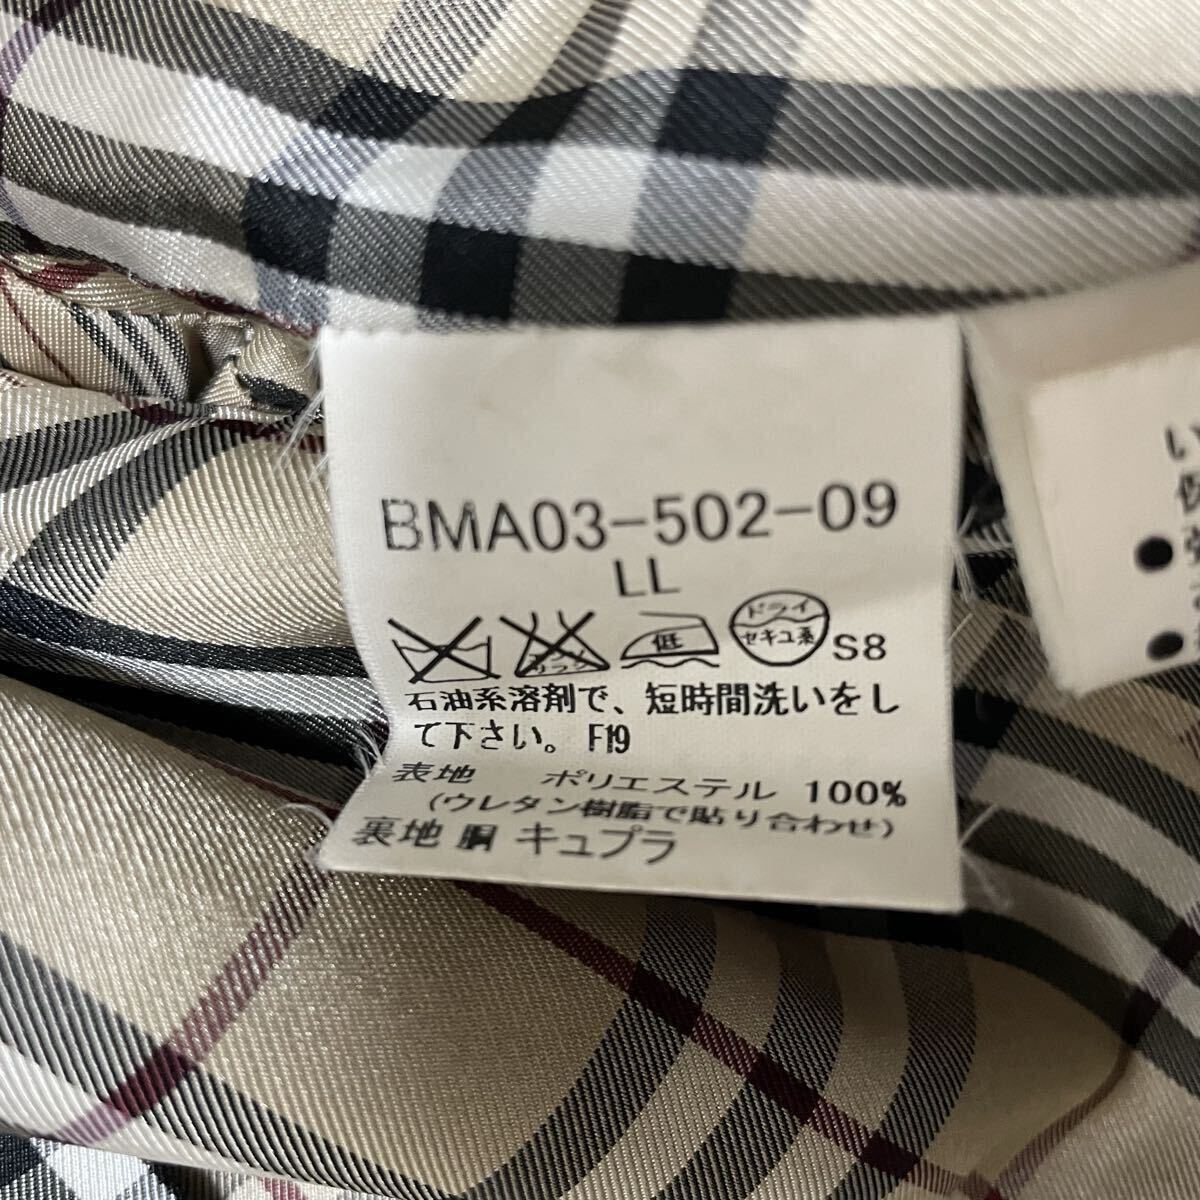 BMA03-502-09
LL
低
ドライ
セキユ系
S8
石油系溶剤で、短時間洗いをし
て下さい。F19
表地 ポリエステル 100%
(ウレタン樹脂で貼り合わせ)
裏地 胴 キュプラ
い
●
●